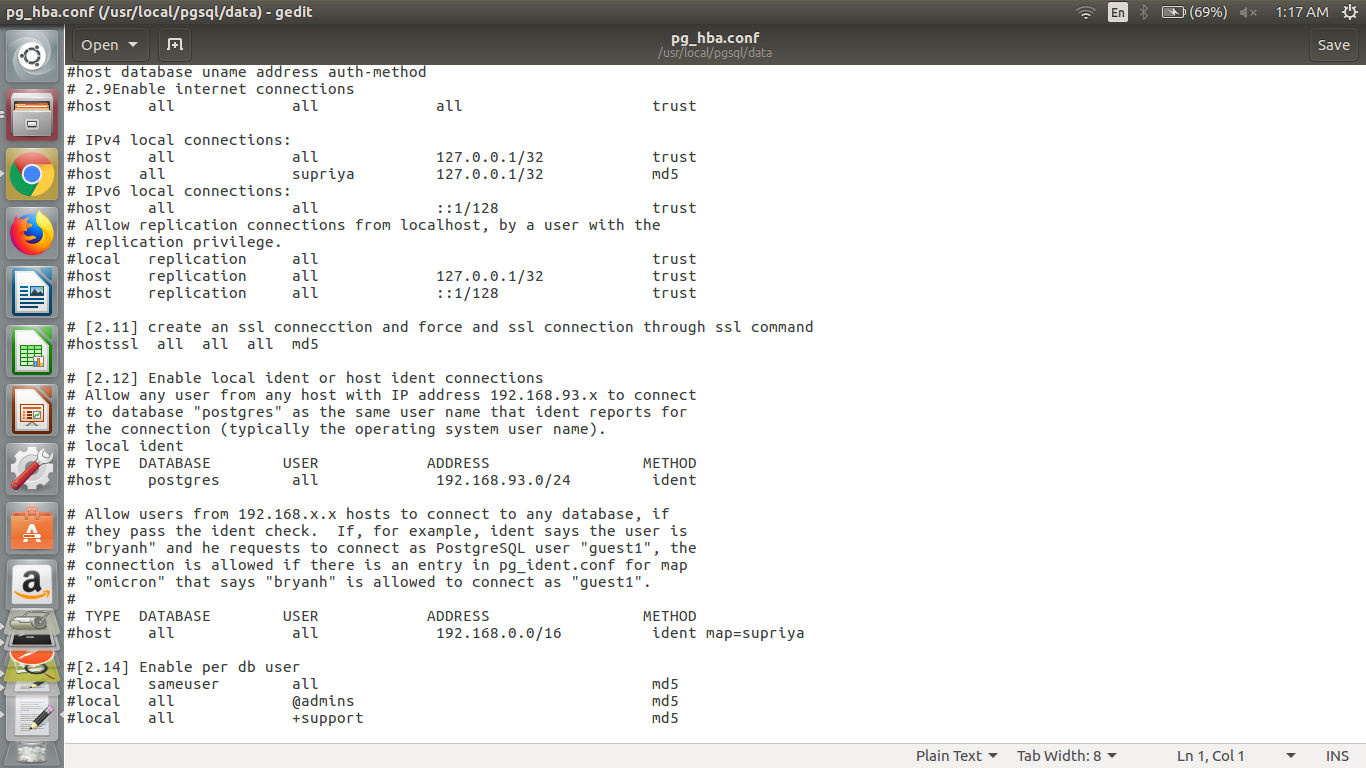 pg_hba.conf (/usr/local/pgsql/data) - gedit
En
(69%)
1:17 AM
Open
pg_hba.conf
/usr/local/pgsql/data
Save
#host database uname address auth-method
# 2.9Enable internet connections
#host    all             all             all                     trust

# IPv4 local connections:
#host    all             all             127.0.0.1/32            trust
#host   all              supriya         127.0.0.1/32            md5
# IPv6 local connections:
#host    all             all             ::1/128                 trust
# Allow replication connections from localhost, by a user with the
# replication privilege.
#local   replication     all                                     trust
#host    replication     all             127.0.0.1/32            trust
#host    replication     all             ::1/128                 trust

# [2.11] create an ssl connecction and force and ssl connection through ssl command
#hostssl  all  all  all  md5

# [2.12] Enable local ident or host ident connections
# Allow any user from any host with IP address 192.168.93.x to connect
# to database "postgres" as the same user name that ident reports for
# the connection (typically the operating system user name).
# local ident
# TYPE  DATABASE        USER            ADDRESS                 METHOD
#host    postgres        all             192.168.93.0/24         ident

# Allow users from 192.168.x.x hosts to connect to any database, if
# they pass the ident check.  If, for example, ident says the user is
# "bryanh" and he requests to connect as PostgreSQL user "guest1", the
# connection is allowed if there is an entry in pg_ident.conf for map
# "omicron" that says "bryanh" is allowed to connect as "guest1".
#
# TYPE  DATABASE        USER            ADDRESS                 METHOD
#host    all             all             192.168.0.0/16          ident map=supriya

#[2.14] Enable per db user
#local   sameuser        all                                     md5
#local   all             @admins                                 md5
#local   all             +support                                md5
Plain Text
Tab Width: 8
Ln 1, Col 1
INS